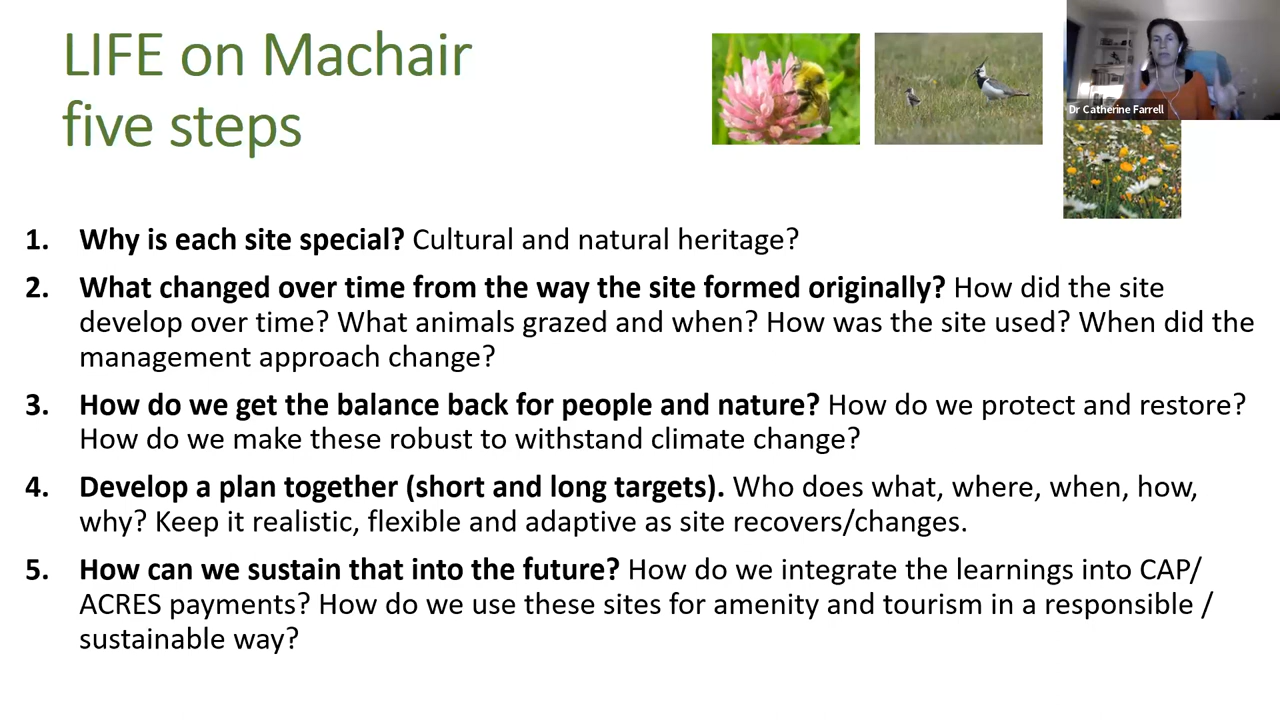 LIFE on Machair
five steps
Dr Catherine Farrell
1. Why is each site special? Cultural and natural heritage?
2. What changed over time from the way the site formed originally? How did the site
develop over time? What animals grazed and when? How was the site used? When did the
management approach change?
3. How do we get the balance back for people and nature? How do we protect and restore?
How do we make these robust to withstand climate change?
4. Develop a plan together (short and long targets). Who does what, where, when, how,
why? Keep it realistic, flexible and adaptive as site recovers/changes.
5. How can we sustain that into the future? How do we integrate the learnings into CAP/
ACRES payments? How do we use these sites for amenity and tourism in a responsible /
sustainable way?